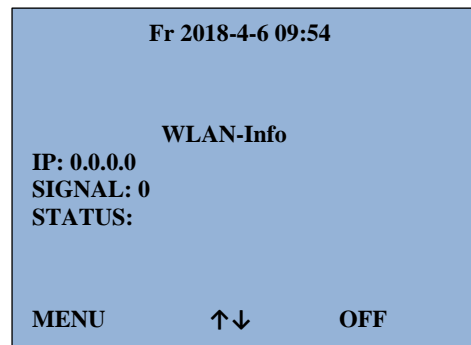 Fr 2018-4-6 09:54
WLAN-Info
IP: 0.0.0.0
SIGNAL: 0
STATUS:
MENU ↑↓ OFF